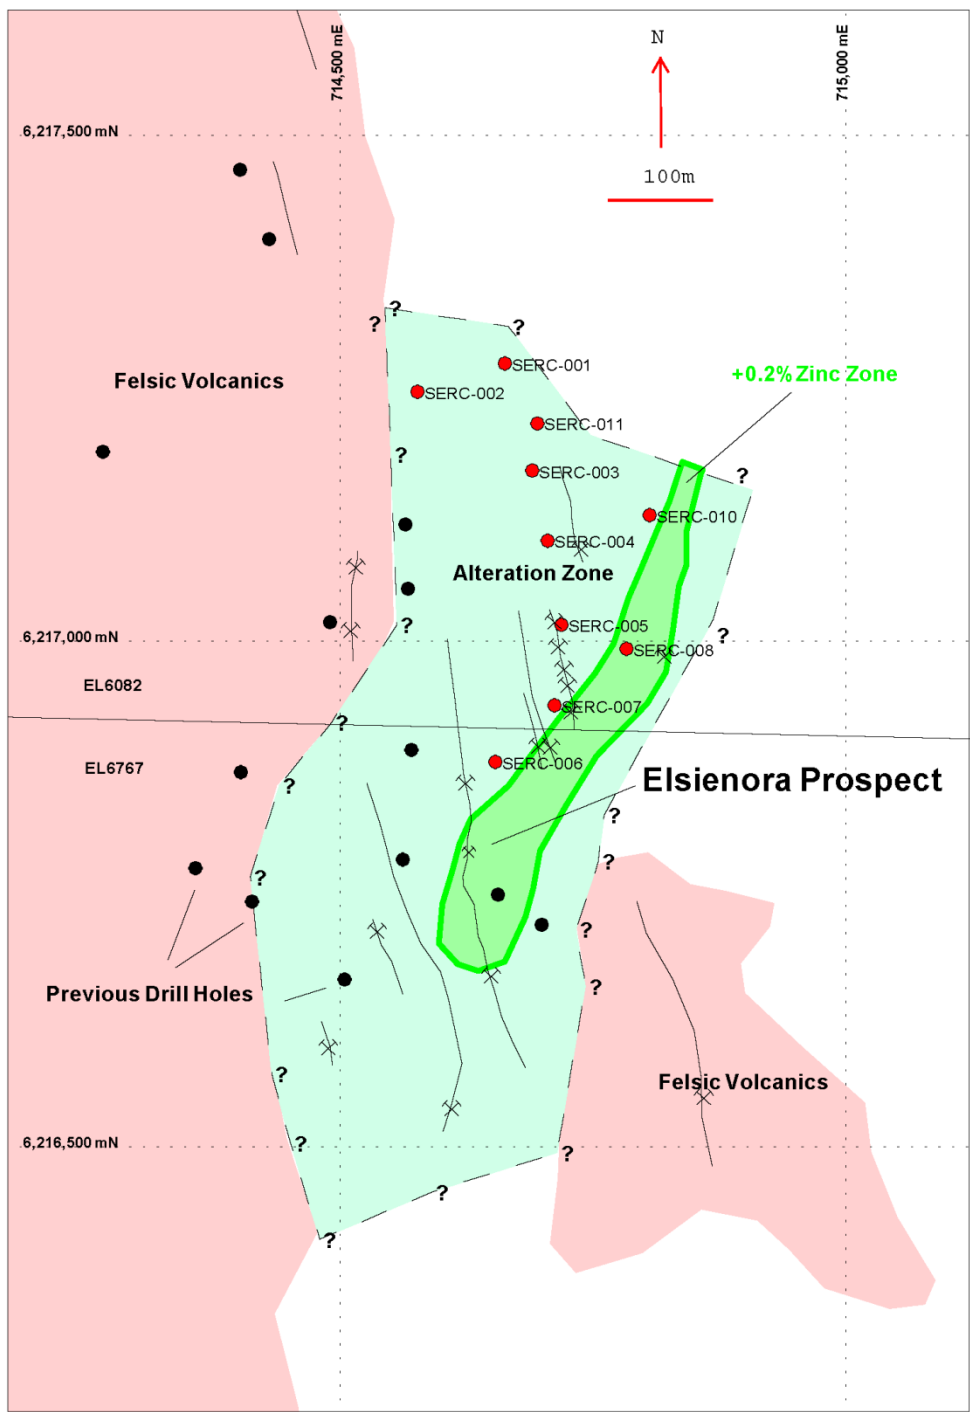 714,500 mE
715,000 mE
N
6,217,500 mN
100m
?
?
?
SERC-001
+0.2% Zinc Zone
Felsic Volcanics
SERC-002
SERC-011
?
SERC-003
?
SERC-010
SERC-004
Alteration Zone
?
SERC-005
6,217,000 mN
?
SERC-008
EL6082
SERC-007
?
SERC-006
EL6767
Elsienora Prospect
?
?
?
?
?
Previous Drill Holes
?
?
Felsic Volcanics
6,216,500 mN
?
?
?
?